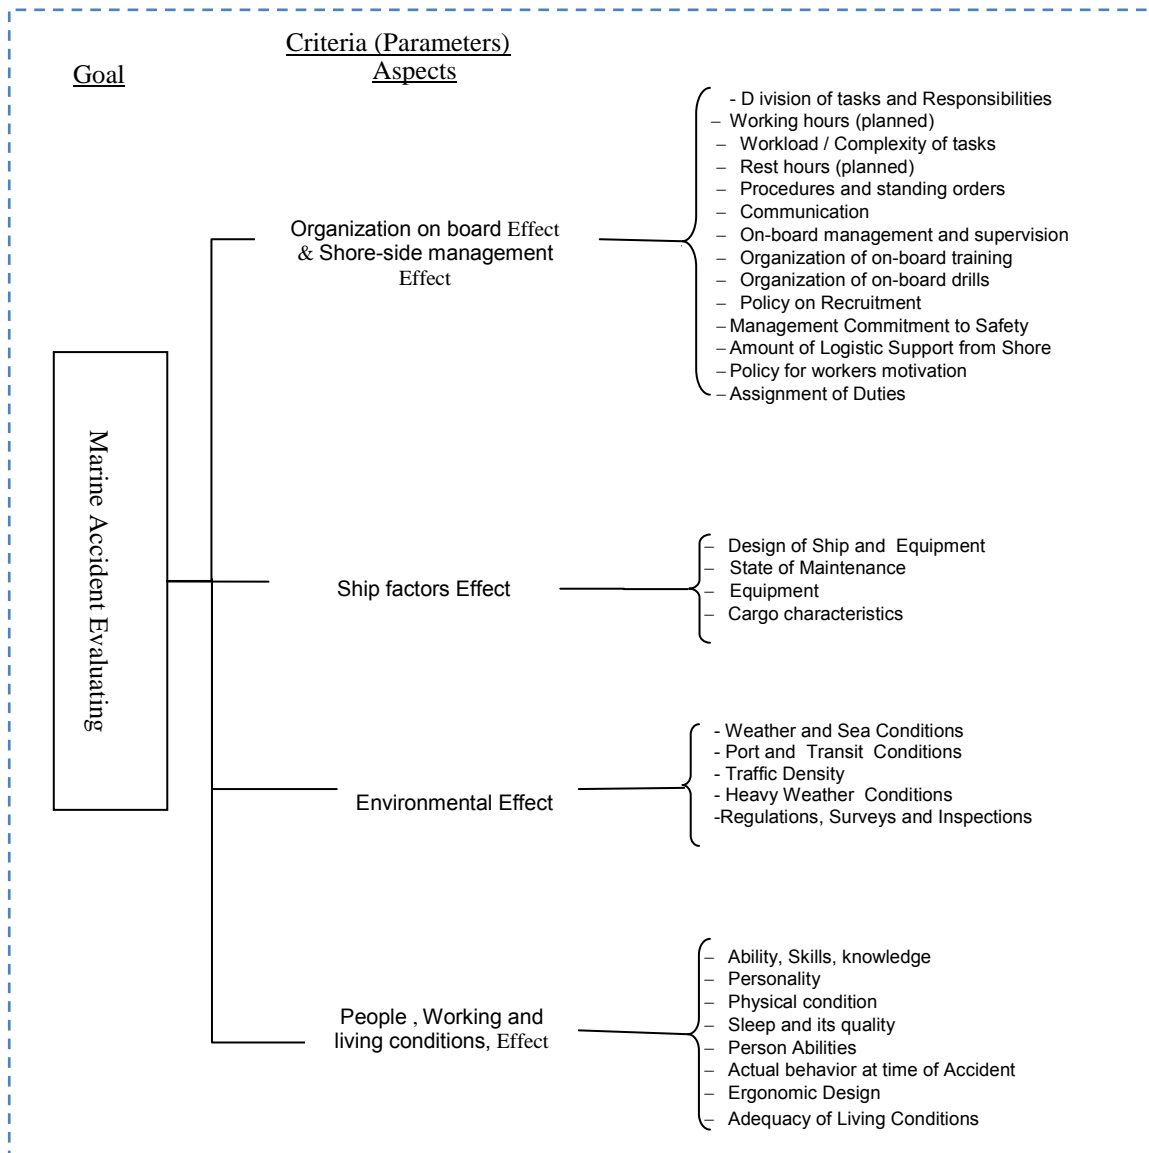 Criteria (Parameters)
Aspects
Goal
Marine Accident Evaluating
Organization on board Effect
& Shore-side management
Effect
- D ivision of tasks and Responsibilities
– Working hours (planned)
– Workload / Complexity of tasks
– Rest hours (planned)
– Procedures and standing orders
– Communication
– On-board management and supervision
– Organization of on-board training
– Organization of on-board drills
– Policy on Recruitment
– Management Commitment to Safety
– Amount of Logistic Support from Shore
– Policy for workers motivation
– Assignment of Duties
Ship factors Effect
– Design of Ship and Equipment
– State of Maintenance
– Equipment
– Cargo characteristics
Environmental Effect
- Weather and Sea Conditions
- Port and Transit Conditions
- Traffic Density
- Heavy Weather Conditions
-Regulations, Surveys and Inspections
People , Working and
living conditions, Effect
– Ability, Skills, knowledge
– Personality
– Physical condition
– Sleep and its quality
– Person Abilities
– Actual behavior at time of Accident
– Ergonomic Design
– Adequacy of Living Conditions